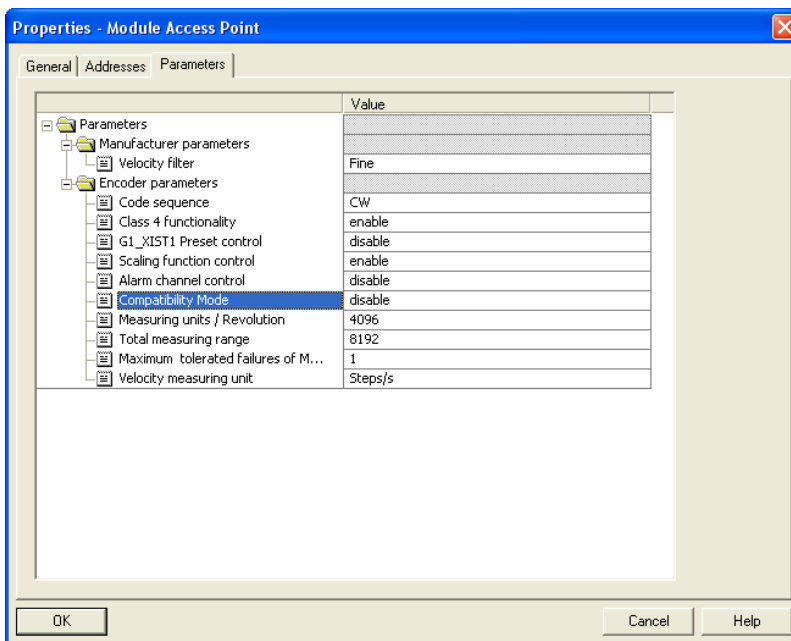 Properties - Module Access Point
General Addresses Parameters
Value
Parameters
Manufacturer parameters
Velocity filter Fine
Encoder parameters
Code sequence CW
Class 4 functionality enable
G1_XIST1 Preset control disable
Scaling function control enable
Alarm channel control disable
Compatibility Mode disable
Measuring units / Revolution 4096
Total measuring range 8192
Maximum tolerated failures of M... 1
Velocity measuring unit Steps/s
OK Cancel Help